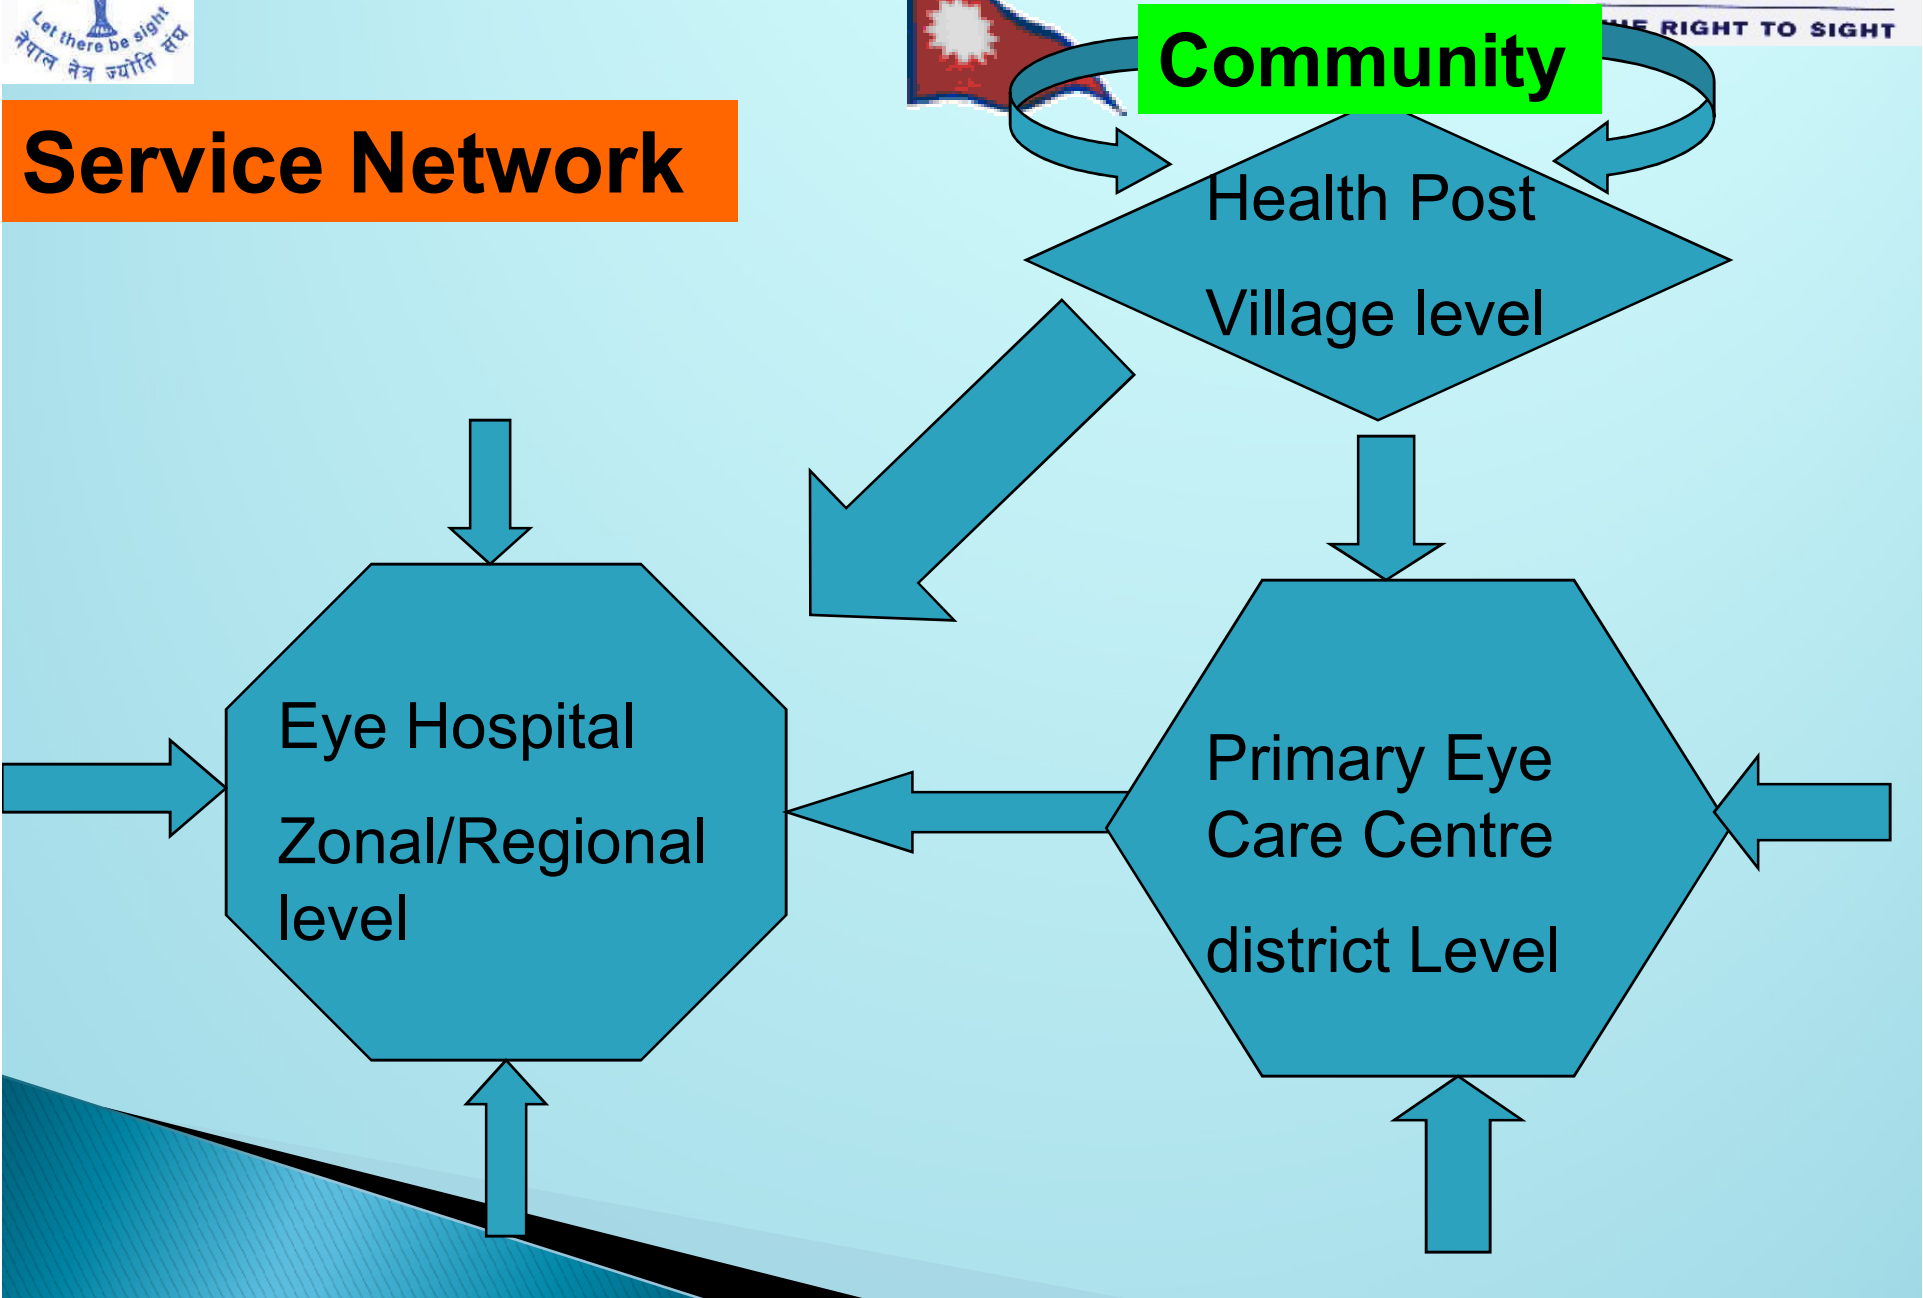 Let there be sight
नेपाल नेत्र ज्योति संघ
RIGHT TO SIGHT
Community
Service Network
Health Post
Village level
Eye Hospital
Zonal/Regional
level
Primary Eye
Care Centre
district Level